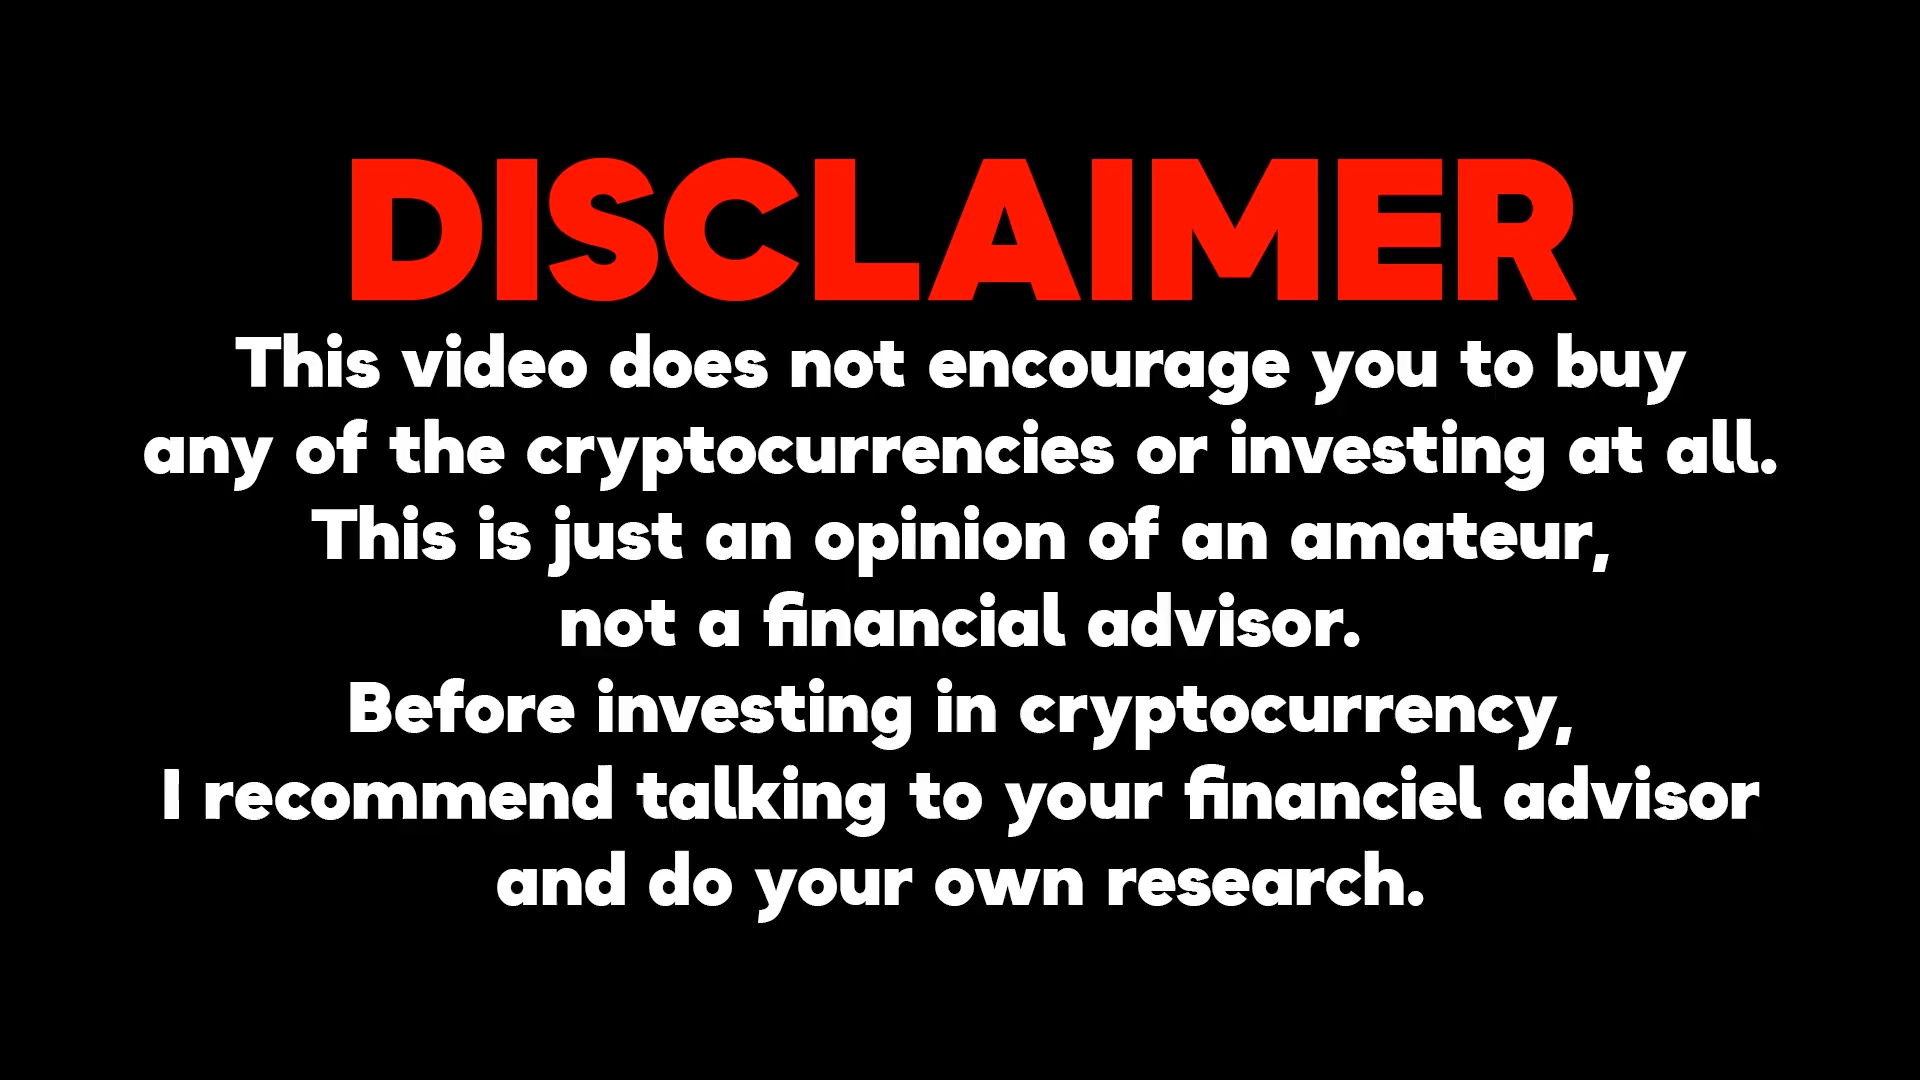 DISCLAIMER
This video does not encourage you to buy
any of the cryptocurrencies or investing at all.
This is just an opinion of an amateur,
not a financial advisor.
Before investing in cryptocurrency,
I recommend talking to your financiel advisor
and do your own research.